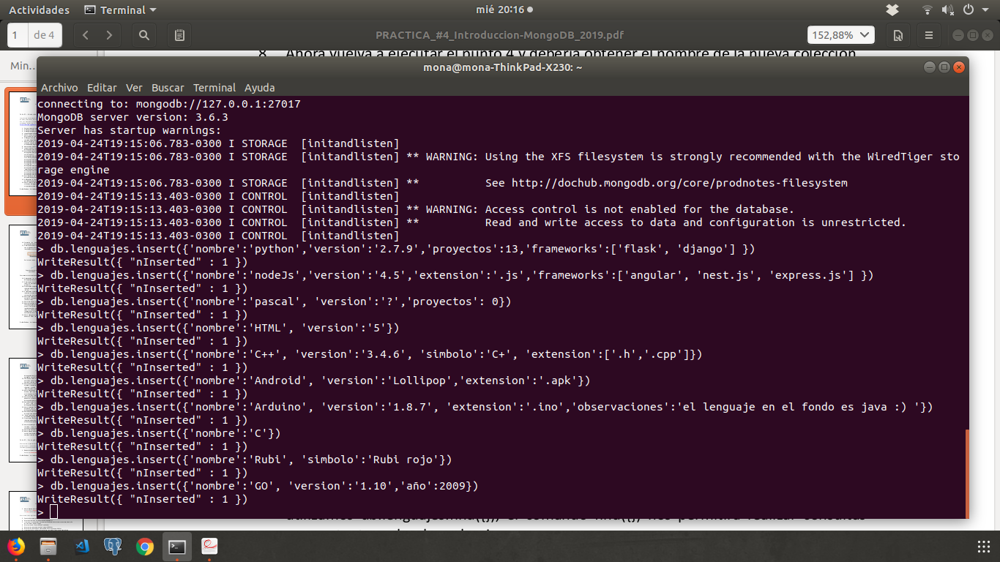 Actividades
Terminal
mié 20:16
1 de 4
PRACTICA_#4_Introduccion-MongoDB_2019.pdf
152,88%
8. Ahora vuelva a ejecutar el punto 4 y debería obtener el nombre de la nueva colección
Min...
mona@mona-ThinkPad-X230: ~
Archivo Editar Ver Buscar Terminal Ayuda
connecting to: mongodb://127.0.0.1:27017
MongoDB server version: 3.6.3
Server has startup warnings:
2019-04-24T19:15:06.783-0300 I STORAGE  [initandlisten]
2019-04-24T19:15:06.783-0300 I STORAGE  [initandlisten] ** WARNING: Using the XFS filesystem is strongly recommended with the WiredTiger sto
rage engine
2019-04-24T19:15:06.783-0300 I STORAGE  [initandlisten] **          See http://dochub.mongodb.org/core/prodnotes-filesystem
2019-04-24T19:15:13.403-0300 I CONTROL  [initandlisten]
2019-04-24T19:15:13.403-0300 I CONTROL  [initandlisten] ** WARNING: Access control is not enabled for the database.
2019-04-24T19:15:13.403-0300 I CONTROL  [initandlisten] **          Read and write access to data and configuration is unrestricted.
2019-04-24T19:15:13.403-0300 I CONTROL  [initandlisten]
> db.lenguajes.insert({'nombre':'python','version':'2.7.9','proyectos':13,'frameworks':['flask', 'django'] })
WriteResult({ "nInserted" : 1 })
> db.lenguajes.insert({'nombre':'nodeJs','version':'4.5','extension':'.js','frameworks':['angular', 'nest.js', 'express.js'] })
WriteResult({ "nInserted" : 1 })
> db.lenguajes.insert({'nombre':'pascal', 'version':'?','proyectos': 0})
WriteResult({ "nInserted" : 1 })
> db.lenguajes.insert({'nombre':'HTML', 'version':'5'})
WriteResult({ "nInserted" : 1 })
> db.lenguajes.insert({'nombre':'C++', 'version':'3.4.6', 'simbolo':'C+', 'extension':['.h','.cpp']})
WriteResult({ "nInserted" : 1 })
> db.lenguajes.insert({'nombre':'Android', 'version':'Lollipop','extension':'.apk'})
WriteResult({ "nInserted" : 1 })
> db.lenguajes.insert({'nombre':'Arduino', 'version':'1.8.7', 'extension':'.ino','observaciones':'el lenguaje en el fondo es java :) '})
WriteResult({ "nInserted" : 1 })
> db.lenguajes.insert({'nombre':'C'})
WriteResult({ "nInserted" : 1 })
> db.lenguajes.insert({'nombre':'Rubi', 'simbolo':'Rubi rojo'})
WriteResult({ "nInserted" : 1 })
> db.lenguajes.insert({'nombre':'GO', 'version':'1.10','año':2009})
WriteResult({ "nInserted" : 1 })
>